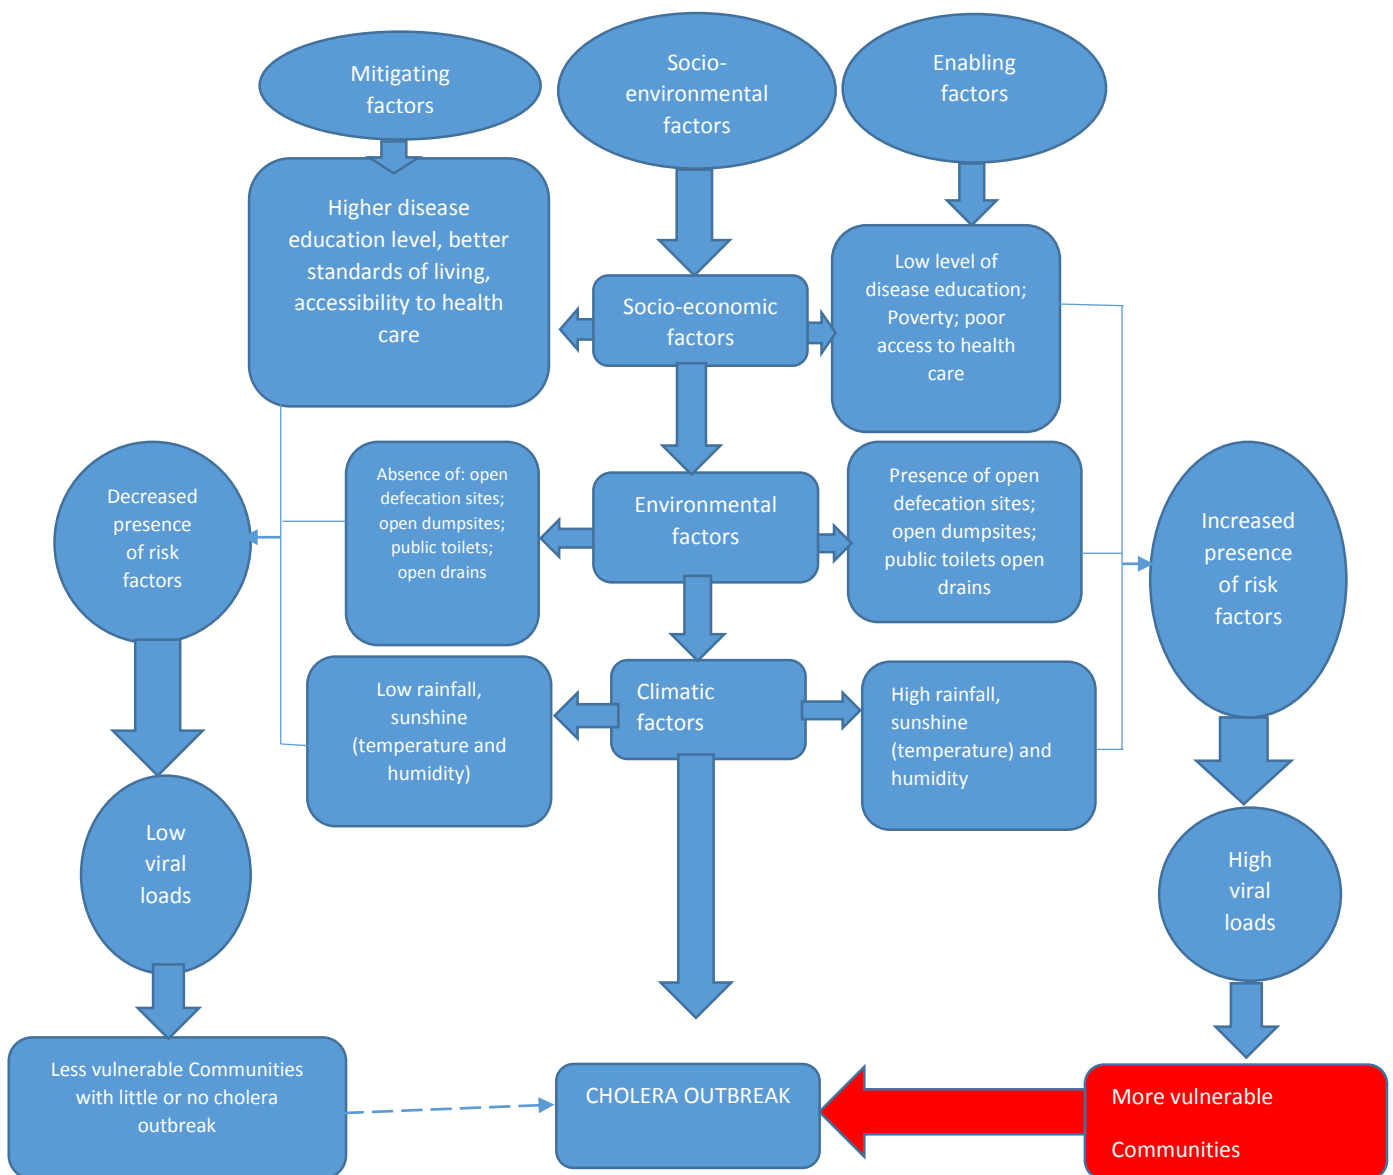 Mitigating
factors
Socio-
environmental
factors
Enabling
factors
Higher disease
education level, better
standards of living,
accessibility to health
care
Socio-economic
factors
Low level of
disease education;
Poverty; poor
access to health
care
Decreased
presence
of risk
factors
Absence of: open
defecation sites;
open dumpsites;
public toilets;
open drains
Environmental
factors
Presence of open
defecation sites;
open dumpsites;
public toilets open
drains
Increased
presence
of risk
factors
Low rainfall,
sunshine
(temperature and
humidity)
Climatic
factors
High rainfall,
sunshine
(temperature) and
humidity
Low
viral
loads
High
viral
loads
Less vulnerable Communities
with little or no cholera
outbreak
CHOLERA OUTBREAK
More vulnerable
Communities